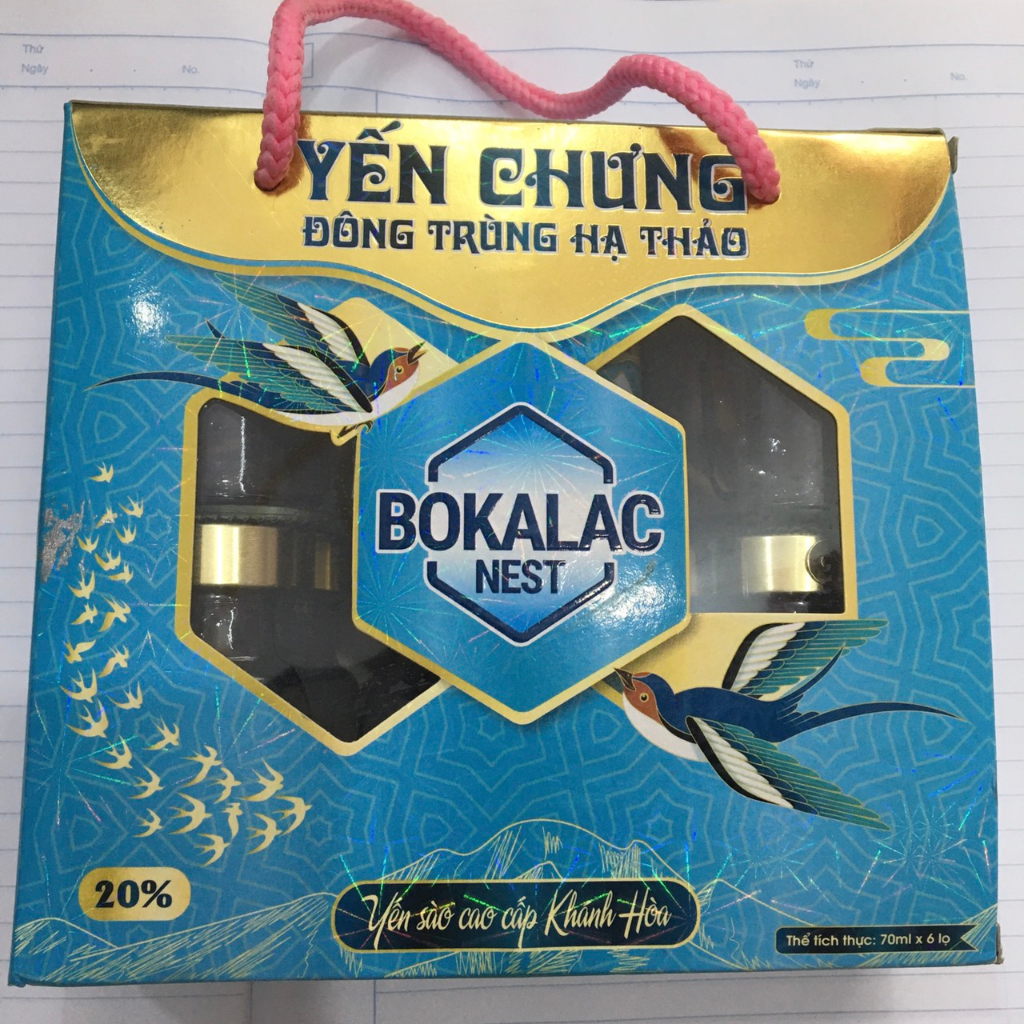 Thứ
Ngày
No.
Thứ
Ngày
No.
YẾN CHƯNG
ĐÔNG TRÙNG HẠ THẢO
BOKALAC
NEST
20%
Yến sào cao cấp Khánh Hòa
Thể tích thực: 70ml x 6 lọ